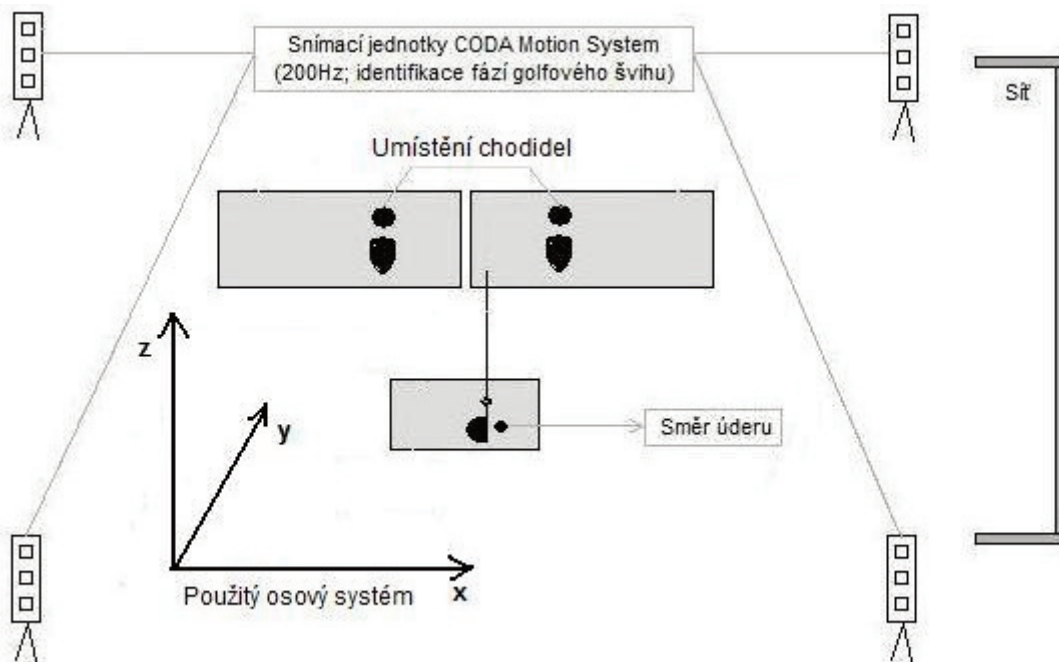 Snímací jednotky CODA Motion System
(200Hz; identifikace fází golfového švihu)
Síť
Umístění chodidel
z
y
Směr úderu
Použitý osový systém
x